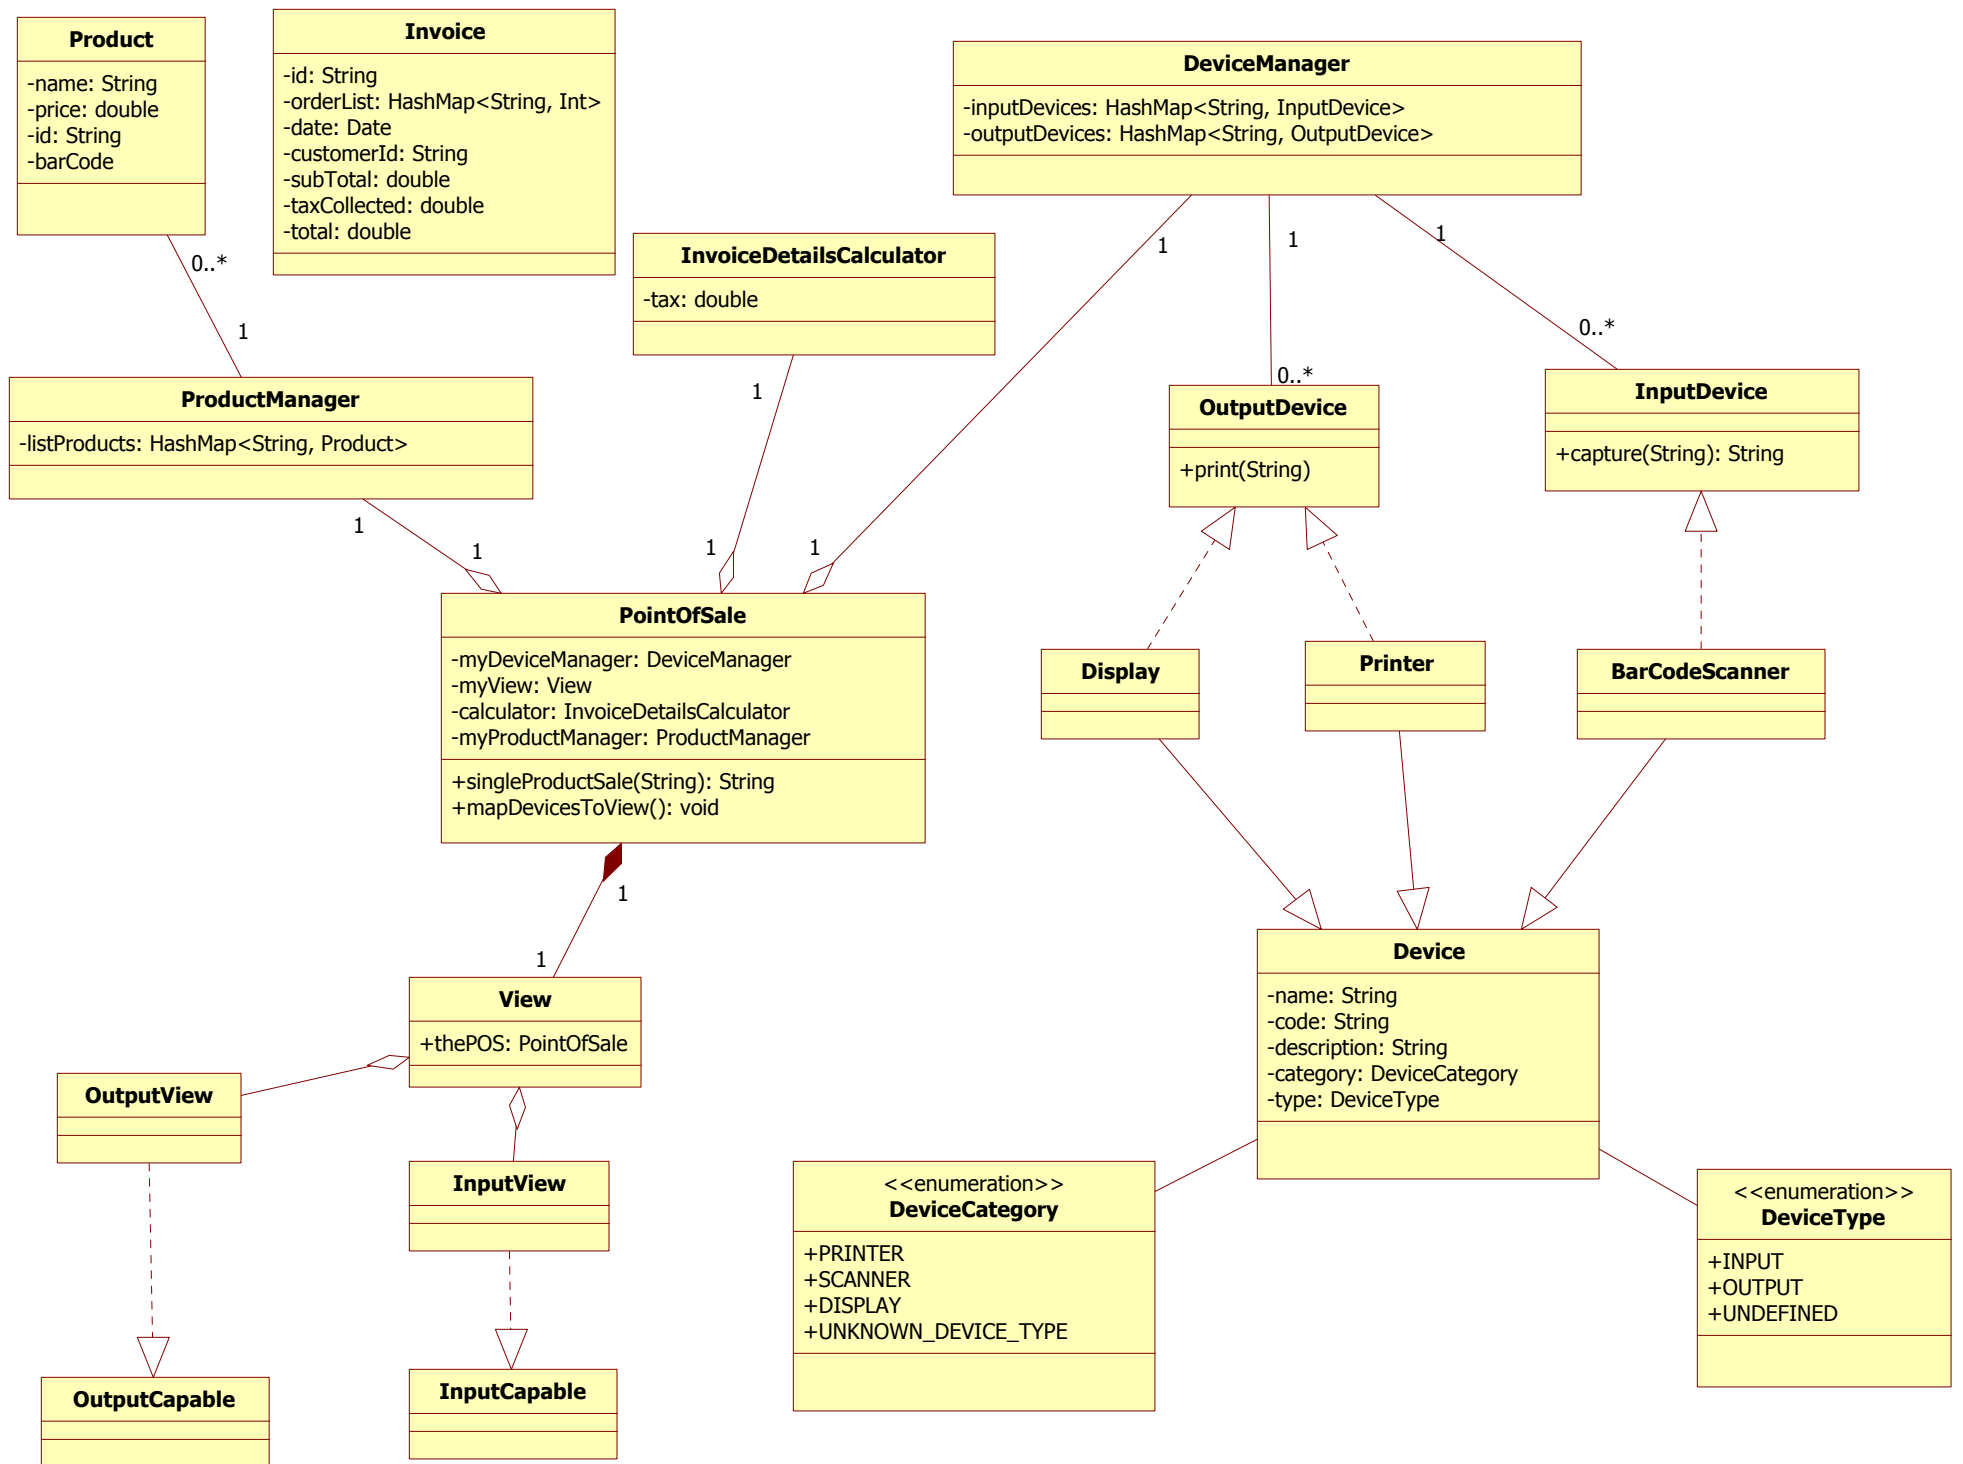 Product
-name: String
-price: double
-id: String
-barCode
Invoice
-id: String
-orderList: HashMap<String, Int>
-date: Date
-customerId: String
-subTotal: double
-taxCollected: double
-total: double
DeviceManager
-inputDevices: HashMap<String, InputDevice>
-outputDevices: HashMap<String, OutputDevice>
0..*
1
InvoiceDetailsCalculator
-tax: double
1
1
1
0..*
0..*
ProductManager
-listProducts: HashMap<String, Product>
1
OutputDevice
+print(String)
InputDevice
+capture(String): String
1
1
1
1
PointOfSale
-myDeviceManager: DeviceManager
-myView: View
-calculator: InvoiceDetailsCalculator
-myProductManager: ProductManager
+singleProductSale(String): String
+mapDevicesToView(): void
Display
Printer
BarCodeScanner
1
1
View
+thePOS: PointOfSale
Device
-name: String
-code: String
-description: String
-category: DeviceCategory
-type: DeviceType
OutputView
InputView
<<enumeration>>
DeviceCategory
+PRINTER
+SCANNER
+DISPLAY
+UNKNOWN_DEVICE_TYPE
<<enumeration>>
DeviceType
+INPUT
+OUTPUT
+UNDEFINED
OutputCapable
InputCapable